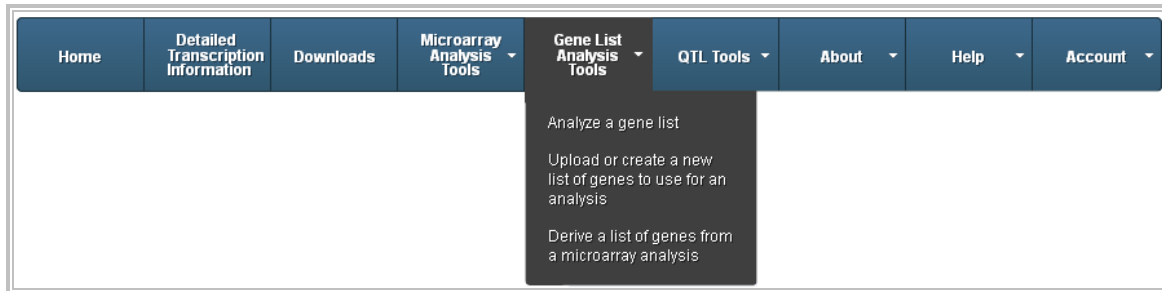 Home
Detailed
Transcription
Information
Downloads
Microarray
Analysis
Tools
Gene List
Analysis
Tools
QTL Tools
About
Help
Account
Analyze a gene list
Upload or create a new
list of genes to use for an
analysis
Derive a list of genes from
a microarray analysis